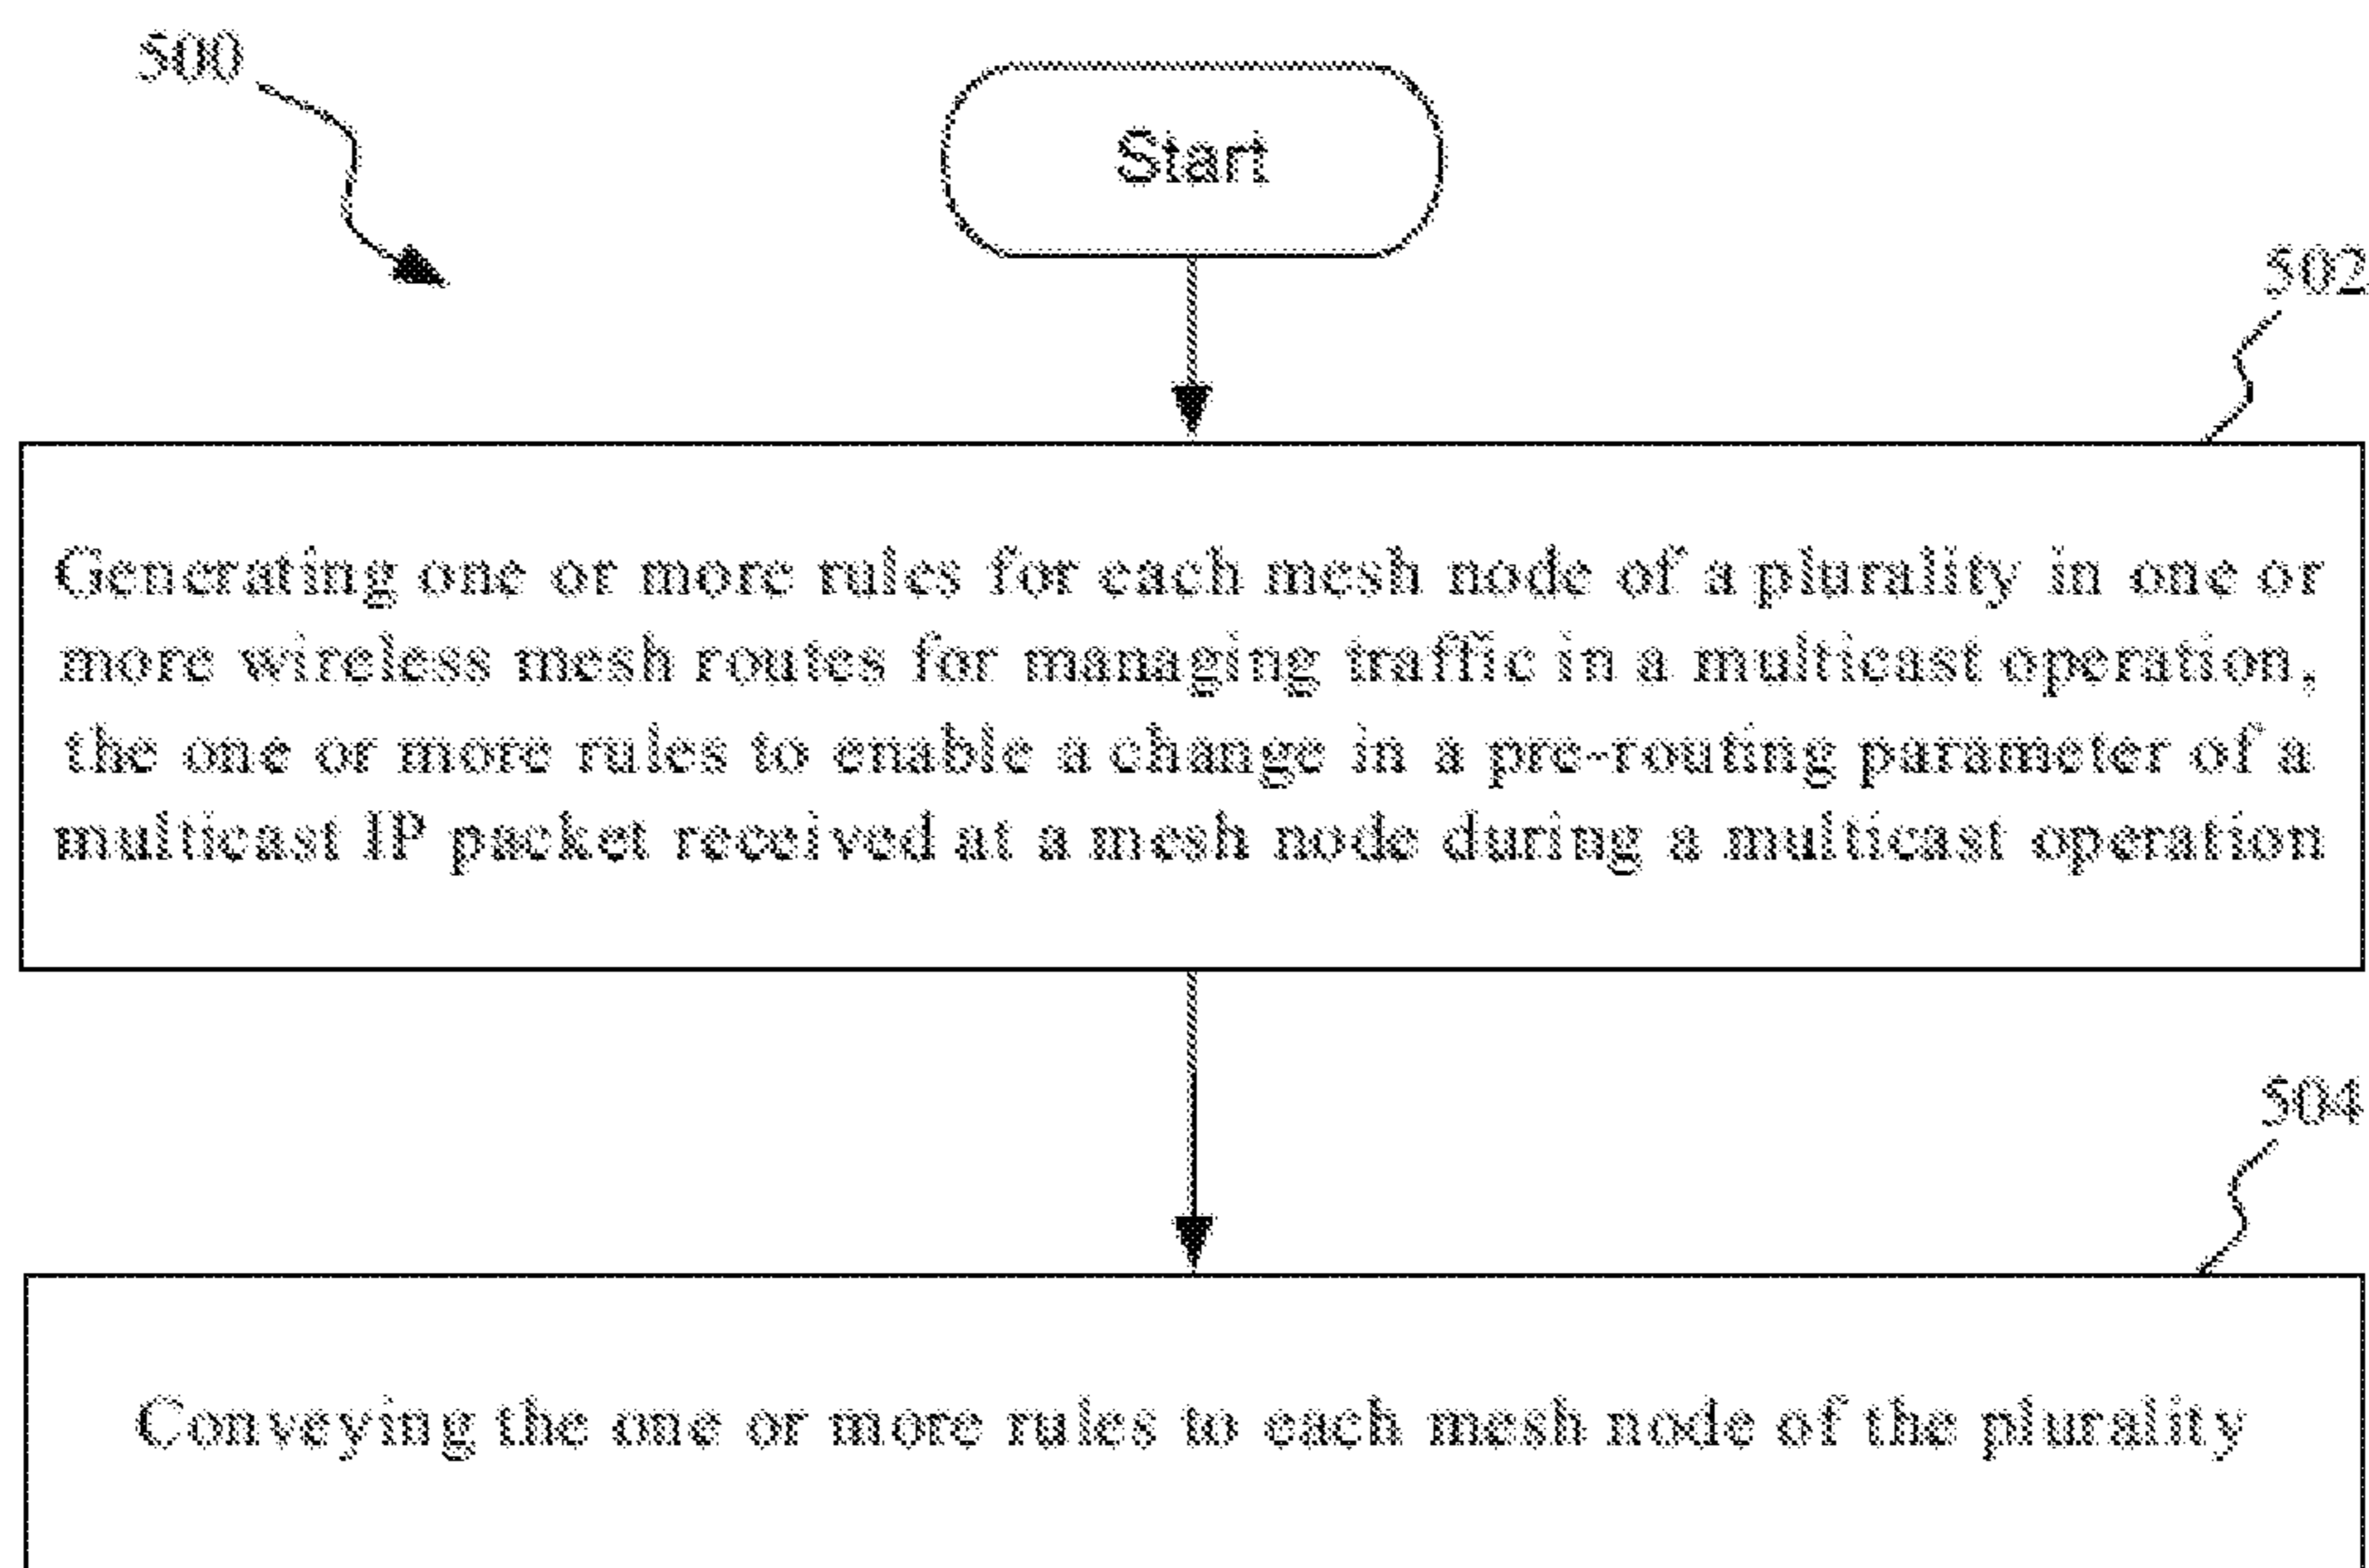 500
Start
502
Generating one or more rules for each mesh node of a plurality in one or
more wireless mesh routes for managing traffic in a multicast operation,
the one or more rules to enable a change in a pre-routing parameter of a
multicast IP packet received at a mesh node during a multicast operation
504
Conveying the one or more rules to each mesh node of the plurality